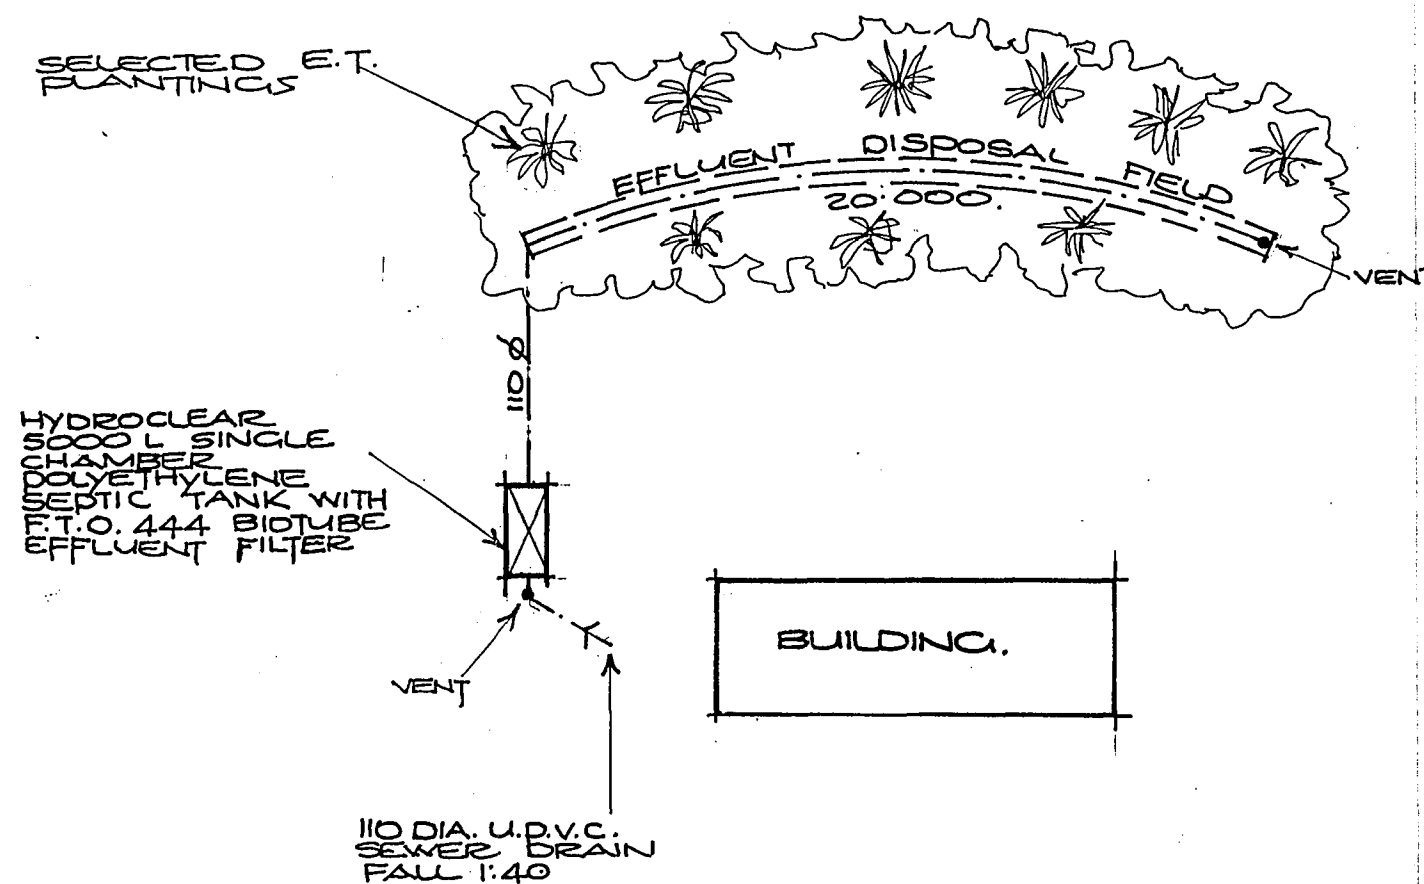 SELECTED E.T.
PLANTINGS
EFFLUENT DISPOSAL FIELD
20.000.
VENT
110 Ø
HYDROCLEAR
5000 L SINGLE
CHAMBER
POLYETHYLENE
SEPTIC TANK WITH
F.T.O. 444 BIOTUBE
EFFLUENT FILTER
BUILDING.
VENT
110 DIA. U.P.V.C.
SEWER DRAIN
FALL 1:40